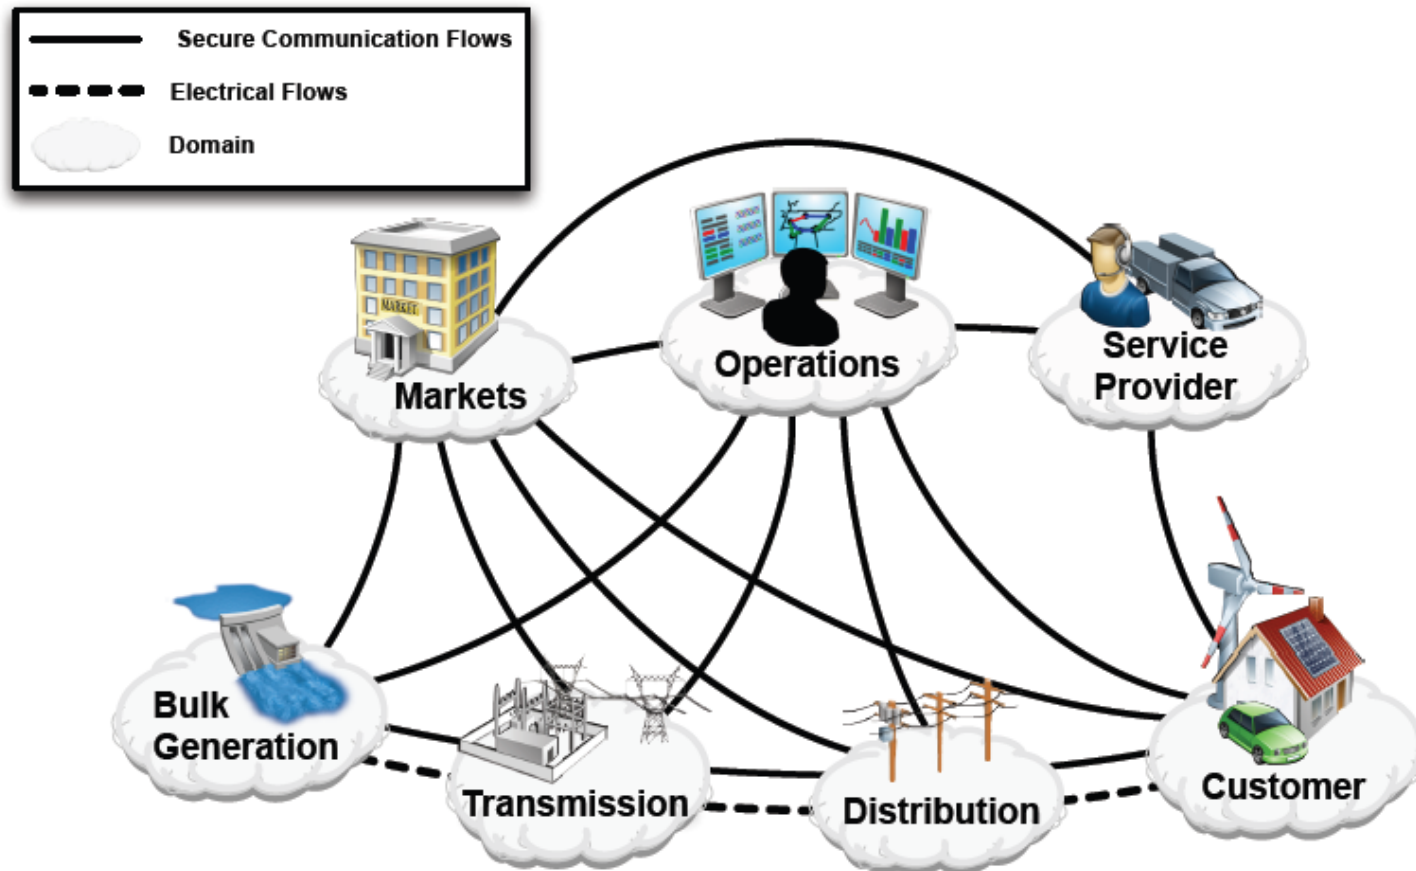 Secure Communication Flows
Electrical Flows
Domain
MARKET
Markets
Operations
Service
Provider
Bulk
Generation
Transmission
Distribution
Customer